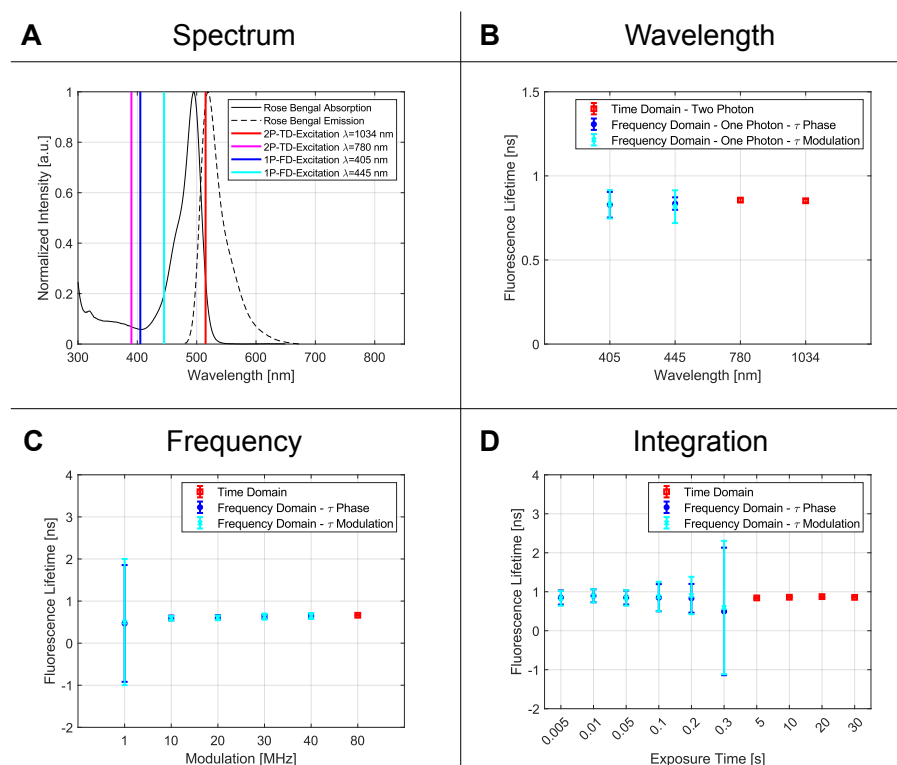 A
Spectrum
Normalized Intensity [a.u.]
1
0.8
0.6
0.4
0.2
0
300
400
500
600
700
800
Wavelength [nm]
Rose Bengal Absorption
Rose Bengal Emission
2P-TD-Excitation λ=1034 nm
2P-TD-Excitation λ=780 nm
1P-FD-Excitation λ=405 nm
1P-FD-Excitation λ=445 nm
B
Wavelength
Fluorescence Lifetime [ns]
1.5
1
0.5
0
405
445
780
1034
Wavelength [nm]
Time Domain - Two Photon
Frequency Domain - One Photon - τ Phase
Frequency Domain - One Photon - τ Modulation
C
Frequency
Fluorescence Lifetime [ns]
4
3
2
1
0
-1
-2
1
10
20
30
40
80
Modulation [MHz]
Time Domain
Frequency Domain - τ Phase
Frequency Domain - τ Modulation
D
Integration
Fluorescence Lifetime [ns]
4
3
2
1
0
-1
-2
0.005
0.01
0.05
0.1
0.2
0.3
5
10
20
30
Exposure Time [s]
Time Domain
Frequency Domain - τ Phase
Frequency Domain - τ Modulation